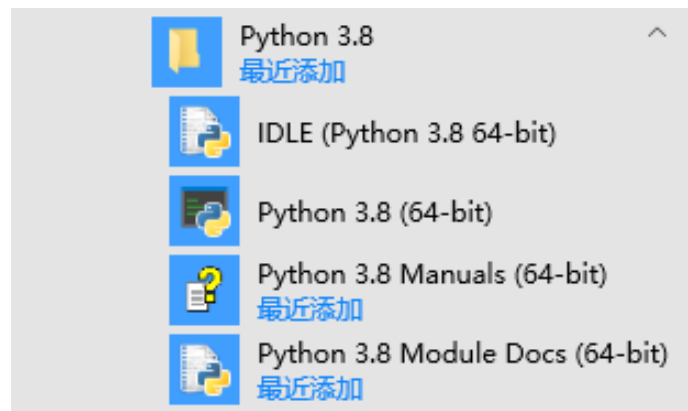 Python 3.8
最近添加
IDLE (Python 3.8 64-bit)
Python 3.8 (64-bit)
Python 3.8 Manuals (64-bit)
最近添加
Python 3.8 Module Docs (64-bit)
最近添加